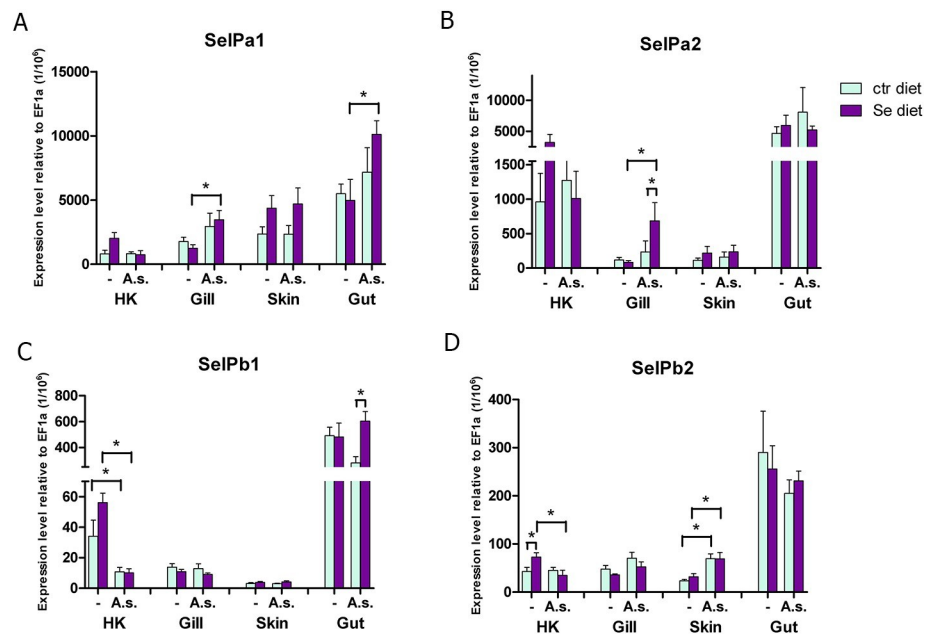 A
SelPa1
Expression level relative to EF1a (1/10⁶)
15000
10000
5000
0
*
*
- A.s. - A.s. - A.s. - A.s.
HK Gill Skin Gut
B
SelPa2
Expression level relative to EF1a (1/10⁶)
10000
5000
1500
1000
500
0
*
*
- A.s. - A.s. - A.s. - A.s.
HK Gill Skin Gut
ctr diet
Se diet
C
SelPb1
Expression level relative to EF1a (1/10⁶)
800
600
400
60
40
20
0
*
*
*
- A.s. - A.s. - A.s. - A.s.
HK Gill Skin Gut
D
SelPb2
Expression level relative to EF1a (1/10⁶)
400
300
200
100
0
*
*
*
*
- A.s. - A.s. - A.s. - A.s.
HK Gill Skin Gut